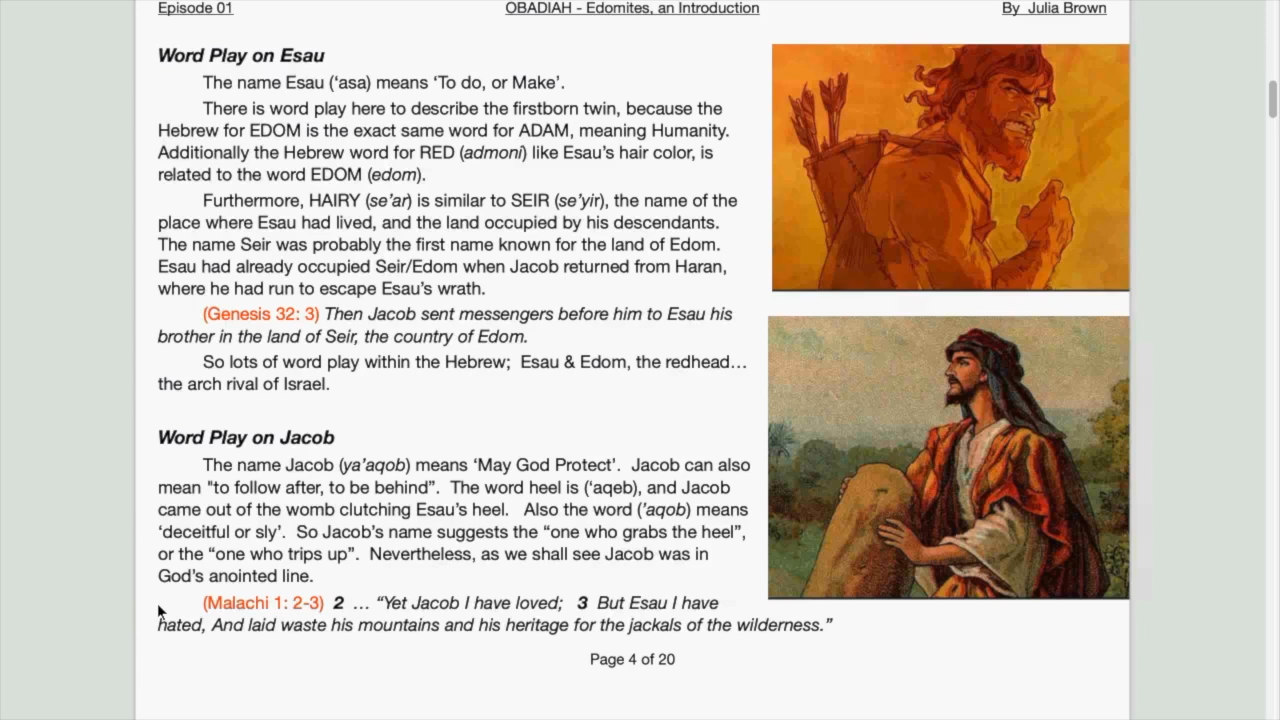 Episode 01 OBADIAH - Edomites, an Introduction By Julia Brown
Word Play on Esau
The name Esau (‘asa) means ‘To do, or Make’.
There is word play here to describe the firstborn twin, because the
Hebrew for EDOM is the exact same word for ADAM, meaning Humanity.
Additionally the Hebrew word for RED (admoni) like Esau’s hair color, is
related to the word EDOM (edom).
Furthermore, HAIRY (se’ar) is similar to SEIR (se’yir), the name of the
place where Esau had lived, and the land occupied by his descendants.
The name Seir was probably the first name known for the land of Edom.
Esau had already occupied Seir/Edom when Jacob returned from Haran,
where he had run to escape Esau’s wrath.
(Genesis 32: 3) Then Jacob sent messengers before him to Esau his
brother in the land of Seir, the country of Edom.
So lots of word play within the Hebrew; Esau & Edom, the redhead…
the arch rival of Israel.
Word Play on Jacob
The name Jacob (ya’aqob) means ‘May God Protect’. Jacob can also
mean "to follow after, to be behind”. The word heel is (‘aqeb), and Jacob
came out of the womb clutching Esau’s heel. Also the word (’aqob) means
‘deceitful or sly’. So Jacob’s name suggests the “one who grabs the heel”,
or the “one who trips up”. Nevertheless, as we shall see Jacob was in
God’s anointed line.
(Malachi 1: 2-3) 2 … “Yet Jacob I have loved; 3 But Esau I have
hated, And laid waste his mountains and his heritage for the jackals of the wilderness.”
Page 4 of 20